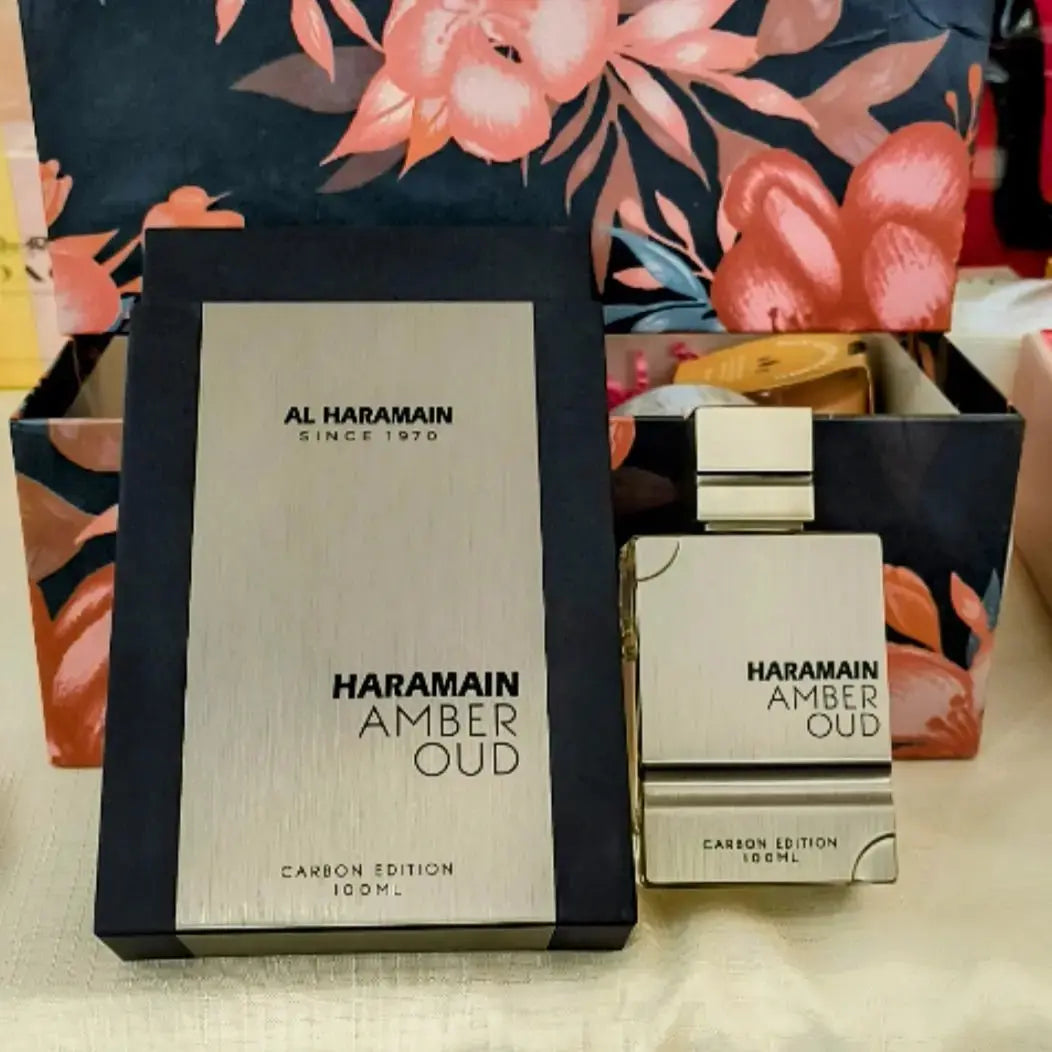 AL HARAMAIN
SINCE 1970
HARAMAIN
AMBER
OUD
CARBON EDITION
100ML
HARAMAIN
AMBER
OUD
CARBON EDITION
100ML